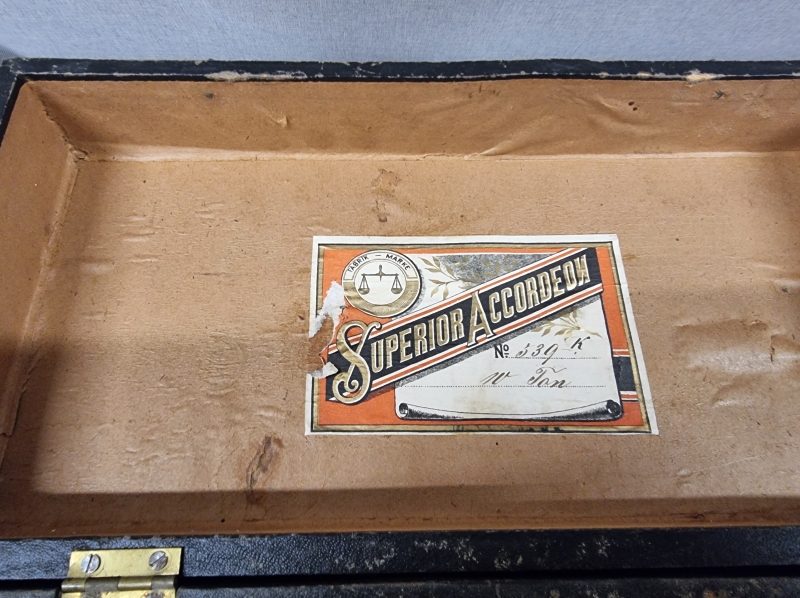 FABRIK – MARKE
SUPERIOR ACCORDEON
No 339 K.
Ton